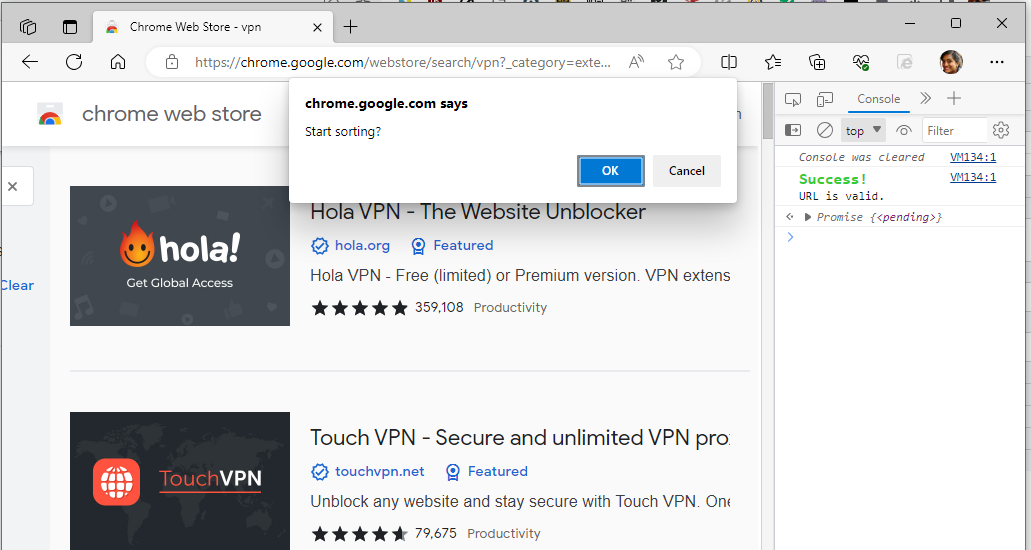 Chrome Web Store - vpn
https://chrome.google.com/webstore/search/vpn?_category=exte...
chrome web store
chrome.google.com says
Start sorting?
OK
Cancel
Clear
hola!
Get Global Access
Hola VPN - The Website Unblocker
hola.org
Featured
Hola VPN - Free (limited) or Premium version. VPN extens
359,108
Productivity
TouchVPN
Touch VPN - Secure and unlimited VPN prox
touchvpn.net
Featured
Unblock any website and stay secure with Touch VPN. One
79,675
Productivity
Console
top
Filter
Console was cleared
VM134:1
Success!
VM134:1
URL is valid.
Promise {<pending>}